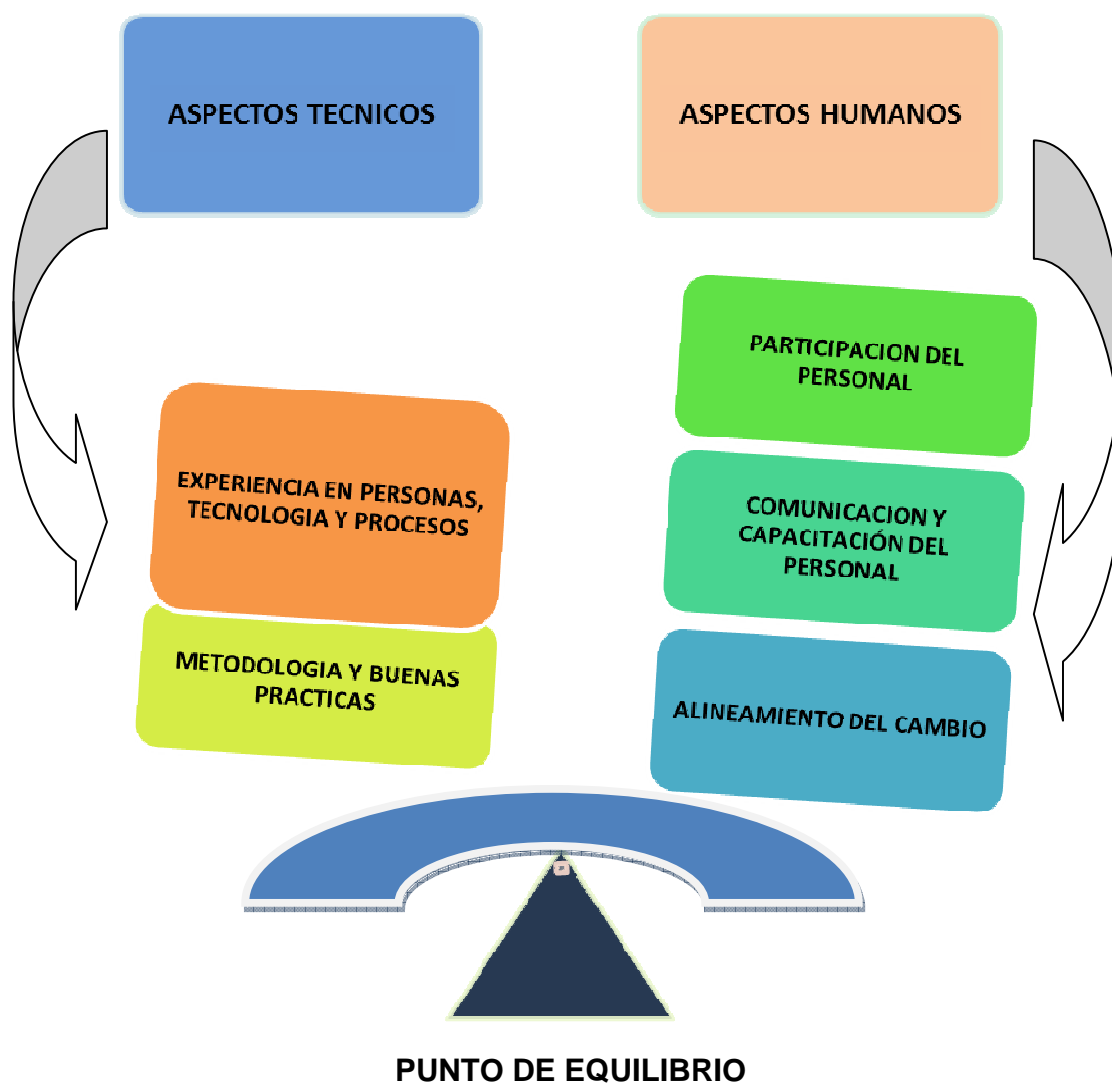 ASPECTOS TECNICOS
ASPECTOS HUMANOS
PARTICIPACION DEL
PERSONAL
EXPERIENCIA EN PERSONAS,
TECNOLOGIA Y PROCESOS
COMUNICACION Y
CAPACITACIÓN DEL
PERSONAL
METODOLOGIA Y BUENAS
PRACTICAS
ALINEAMIENTO DEL CAMBIO
PUNTO DE EQUILIBRIO